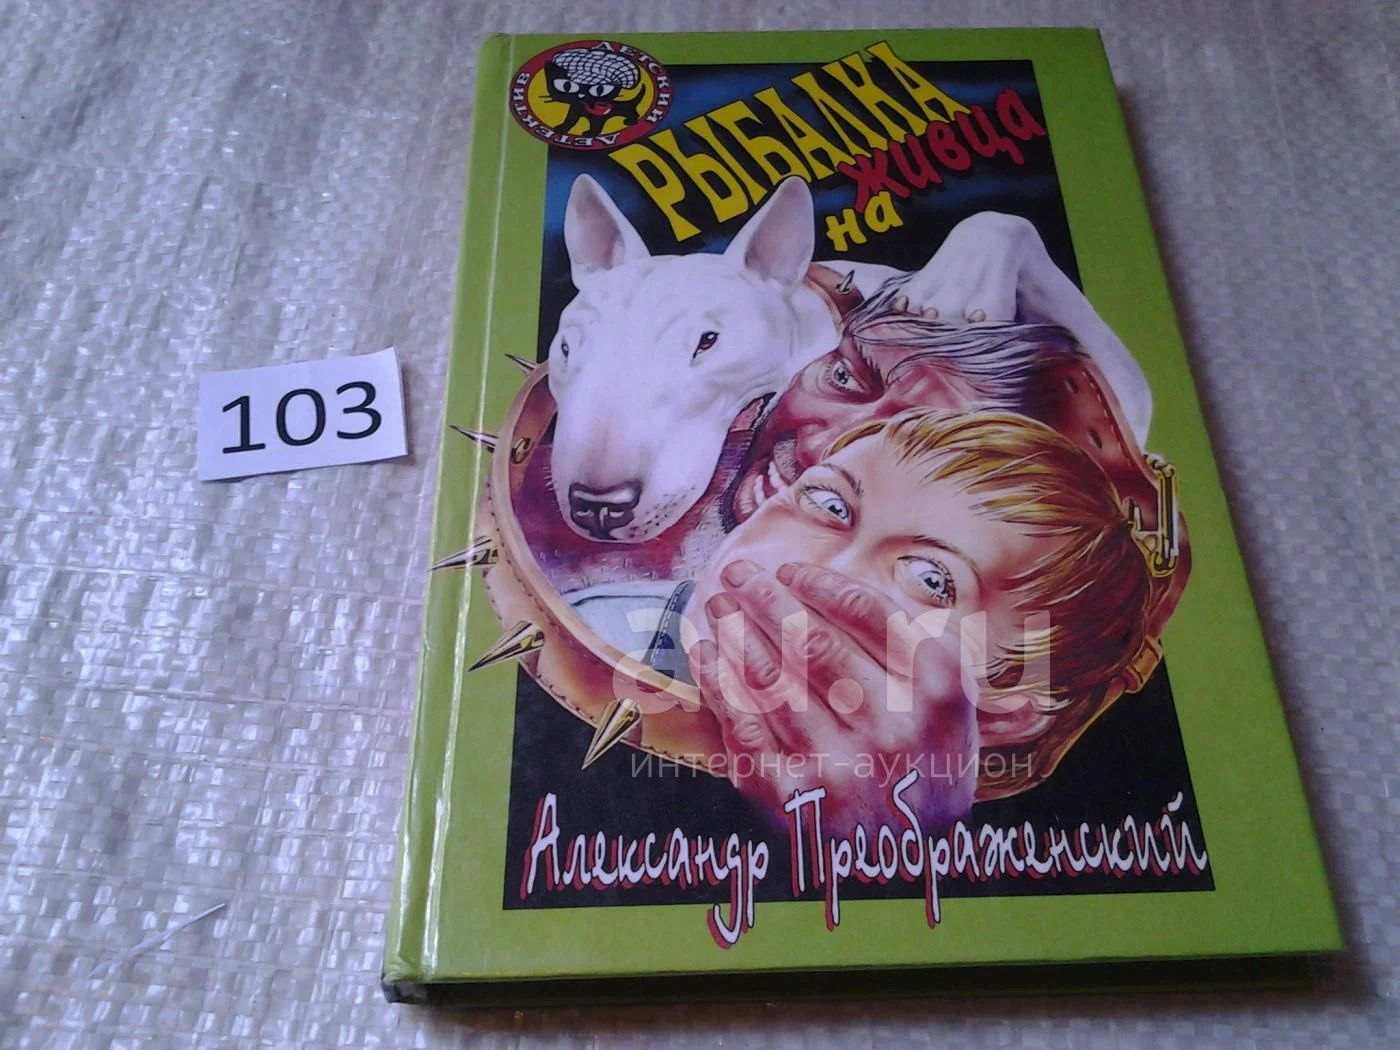 ДЕТСКИЙ ДЕТЕКТИВ
РЫБАЛКА
на живца
103
au.ru
интернет-аукцион
Александр Преображенский